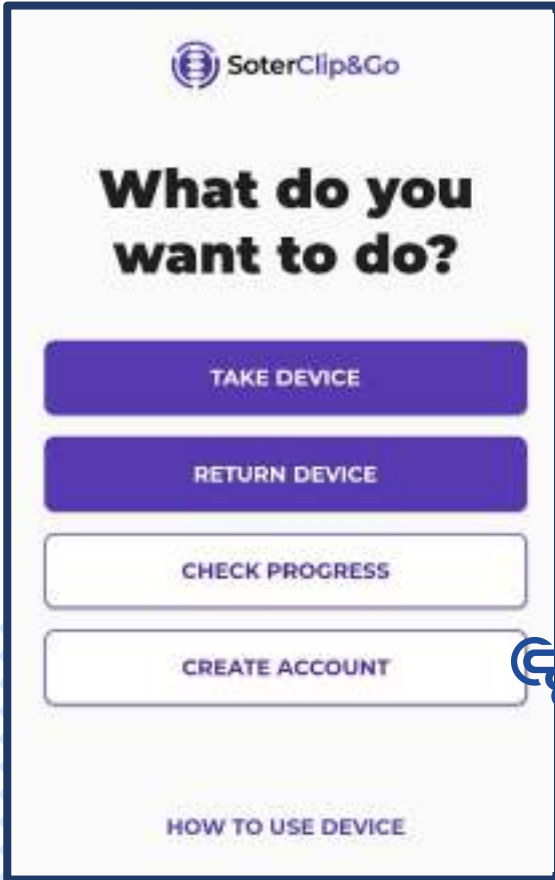 SoterClip&Go
What do you
want to do?
TAKE DEVICE
RETURN DEVICE
CHECK PROGRESS
CREATE ACCOUNT
HOW TO USE DEVICE